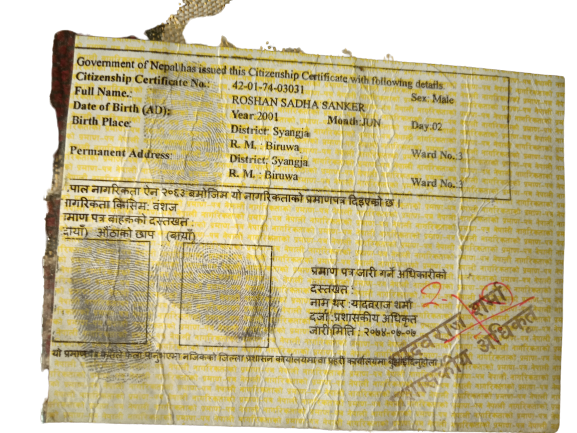 Government of Nepal has issued this Citizenship Certificate with following details.
Citizenship Certificate No.: 42-01-74-03031 Sex: Male
Full Name.: ROSHAN SADHA SANKER
Date of Birth (AD): Year:2001 Month:JUN Day:02
Birth Place: District: Syangja
R. M. : Biruwa Ward No.:3
Permanent Address: District: Syangja
R. M. : Biruwa Ward No.:3
पाल नागरिकता ऐन २०६३ बमोजिम यो नागरिकताको प्रमाणपत्र दिइएको छ ।
ागरिकता किसिम: वंशज
माण पत्र बाहकको दस्तखत :
दायाँ) औंठाको छाप (बायाँ)
प्रमाण पत्र जारी गर्ने अधिकारीको
दस्तखत :
नाम थर :यादवराज शर्मा
दर्जा :प्रशासकीय अधिकृत
जारी मिति : २०७४-०७-०७
यादवराज शर्मा
प्रशासकीय अधिकृत
यो प्रमाणपत्र नजिकको जिल्ला प्रशासन कार्यालयमा वा प्रहरी कार्यालयमा